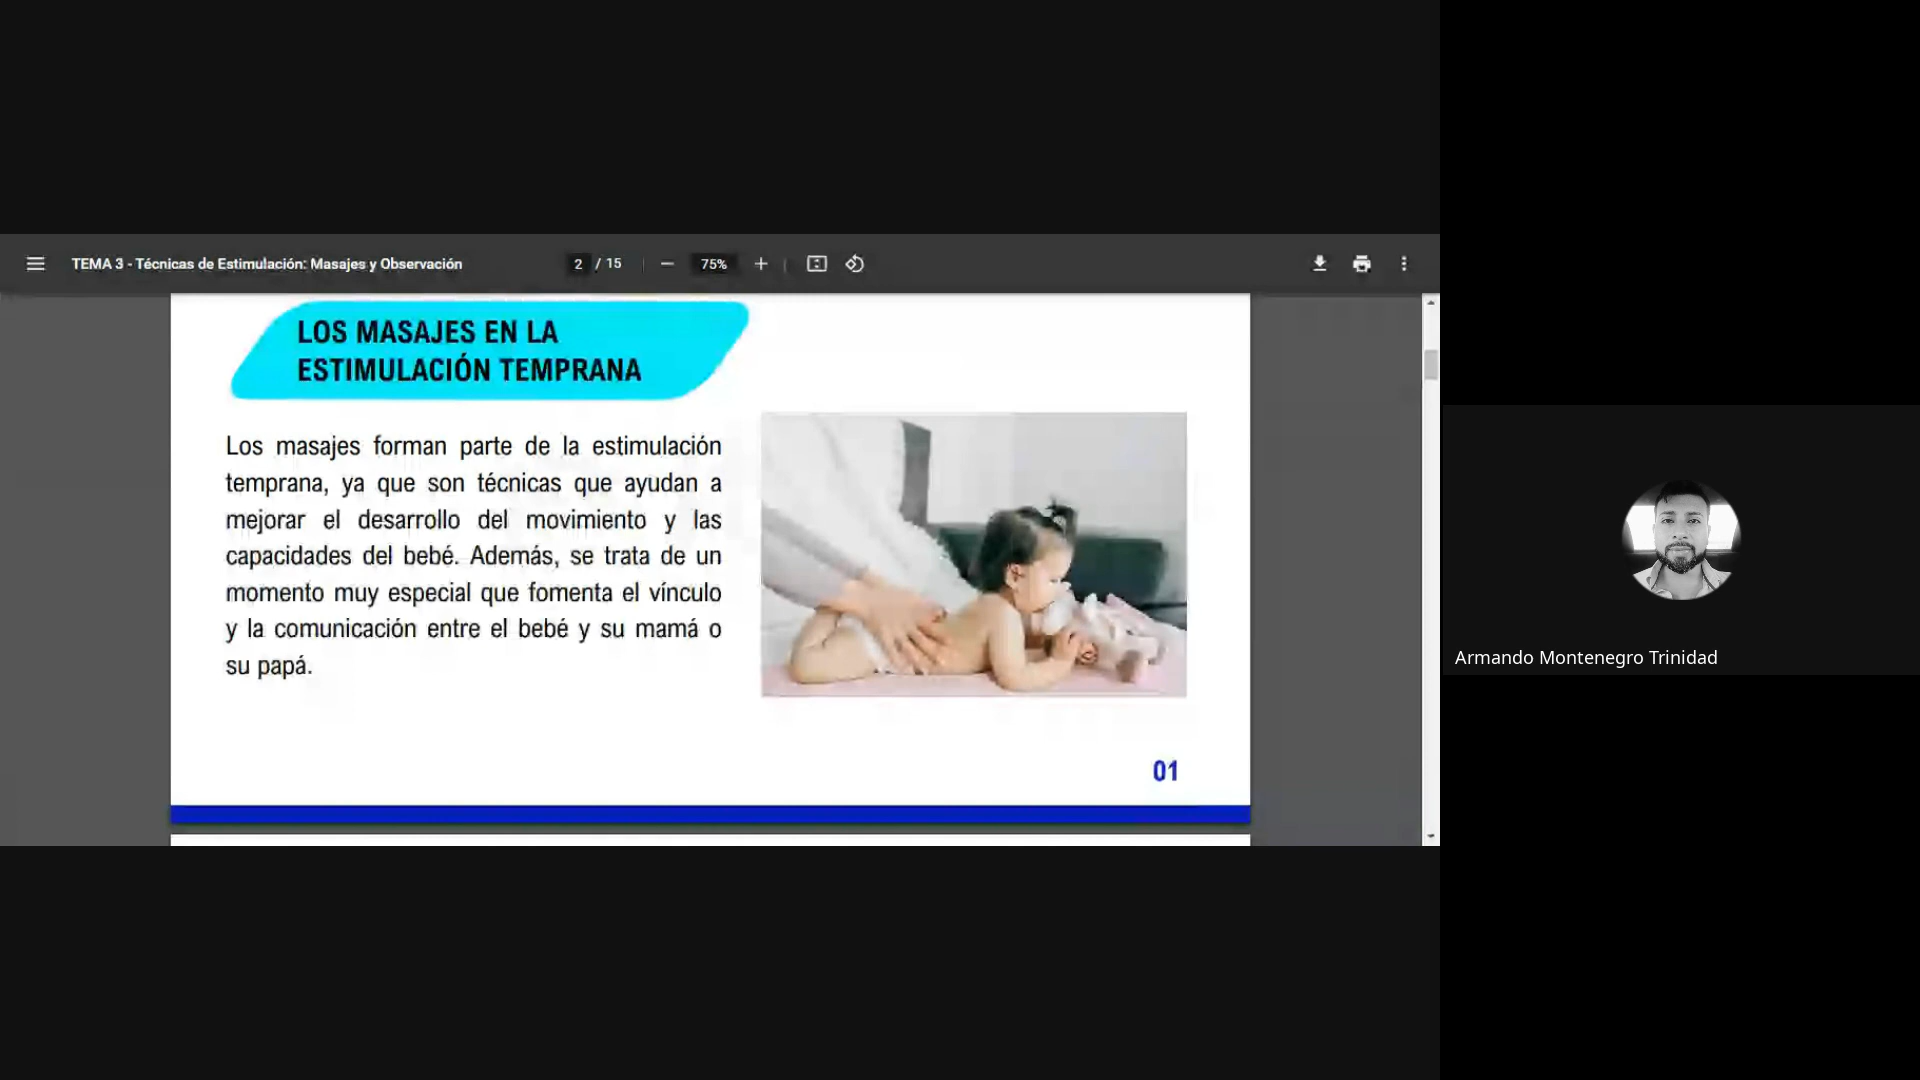 TEMA 3 - Técnicas de Estimulación: Masajes y Observación
2 / 15
75%
LOS MASAJES EN LA
ESTIMULACIÓN TEMPRANA
Los masajes forman parte de la estimulación
temprana, ya que son técnicas que ayudan a
mejorar el desarrollo del movimiento y las
capacidades del bebé. Además, se trata de un
momento muy especial que fomenta el vínculo
y la comunicación entre el bebé y su mamá o
su papá.
01
Armando Montenegro Trinidad